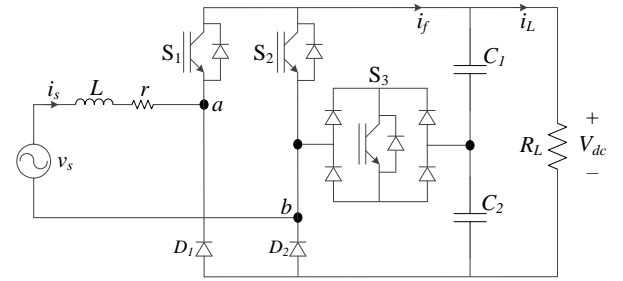 S1 S2 if iL C1
S3
is L r a
+
vs RL Vdc
−
b C2
D1 D2